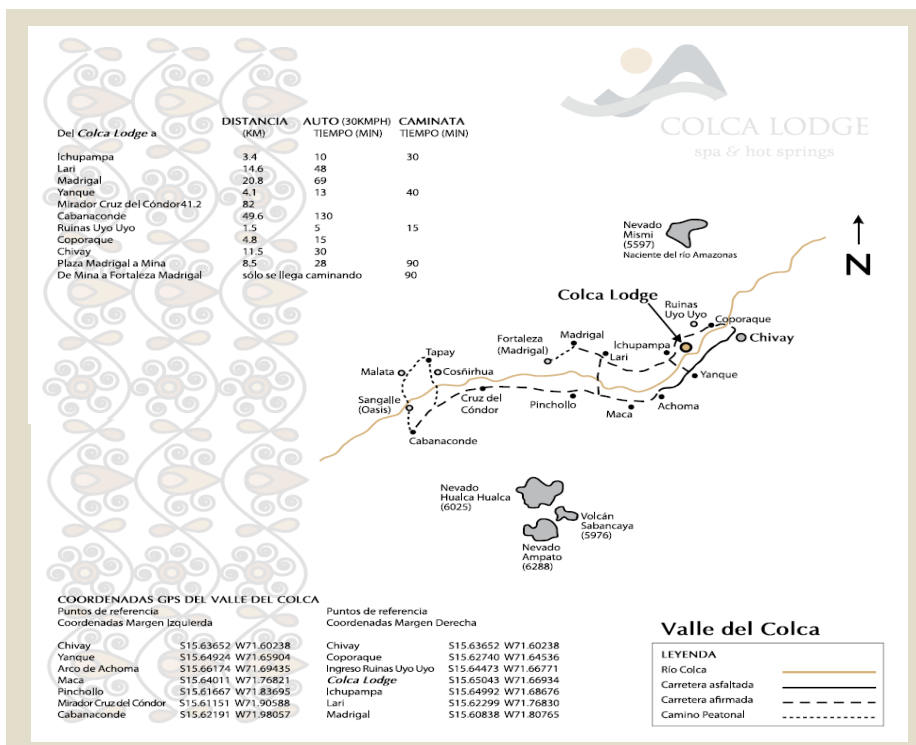 COLCA LODGE
spa & hot springs
DISTANCIA AUTO (30KMPH) CAMINATA
Del Colca Lodge a (KM) TIEMPO (MIN) TIEMPO (MIN)
Ichupampa 3.4 10 30
Lari 14.6 48
Madrigal 20.8 69
Yanque 4.1 13 40
Mirador Cruz del Cóndor41.2 82
Cabanaconde 49.6 130
Ruinas Uyo Uyo 1.5 5 15
Coporaque 4.8 15
Chivay 11.5 30
Plaza Madrigal a Mina 8.5 28 90
De Mina a Fortaleza Madrigal sólo se llega caminando 90
Nevado
Mismi
(5597)
Naciente del río Amazonas
N
Colca Lodge
Ruinas
Uyo Uyo
Coporaque
Chivay
Fortaleza
(Madrigal)
Madrigal
Ichupampa
Lari
Yanque
Tapay
Malata
Cosñirhua
Sangalle
(Oasis)
Cruz del
Cóndor
Pinchollo
Maca
Achoma
Cabanaconde
Nevado
Hualca Hualca
(6025)
Volcán
Sabancaya
(5976)
Nevado
Ampato
(6288)
COORDENADAS GPS DEL VALLE DEL COLCA
Puntos de referencia
Coordenadas Margen Izquierda
Chivay S15.63652 W71.60238
Yanque S15.64924 W71.65904
Arco de Achoma S15.66174 W71.69435
Maca S15.64011 W71.76821
Pinchollo S15.61667 W71.83695
Mirador Cruz del Cóndor S15.61151 W71.90588
Cabanaconde S15.62191 W71.98057
Puntos de referencia
Coordenadas Margen Derecha
Chivay S15.63652 W71.60238
Coporaque S15.62740 W71.64536
Ingreso Ruinas Uyo Uyo S15.64473 W71.66771
Colca Lodge S15.65043 W71.66934
Ichupampa S15.64992 W71.68676
Lari S15.62299 W71.76830
Madrigal S15.60838 W71.80765
Valle del Colca
LEYENDA
Río Colca
Carretera asfaltada
Carretera afirmada
Camino Peatonal